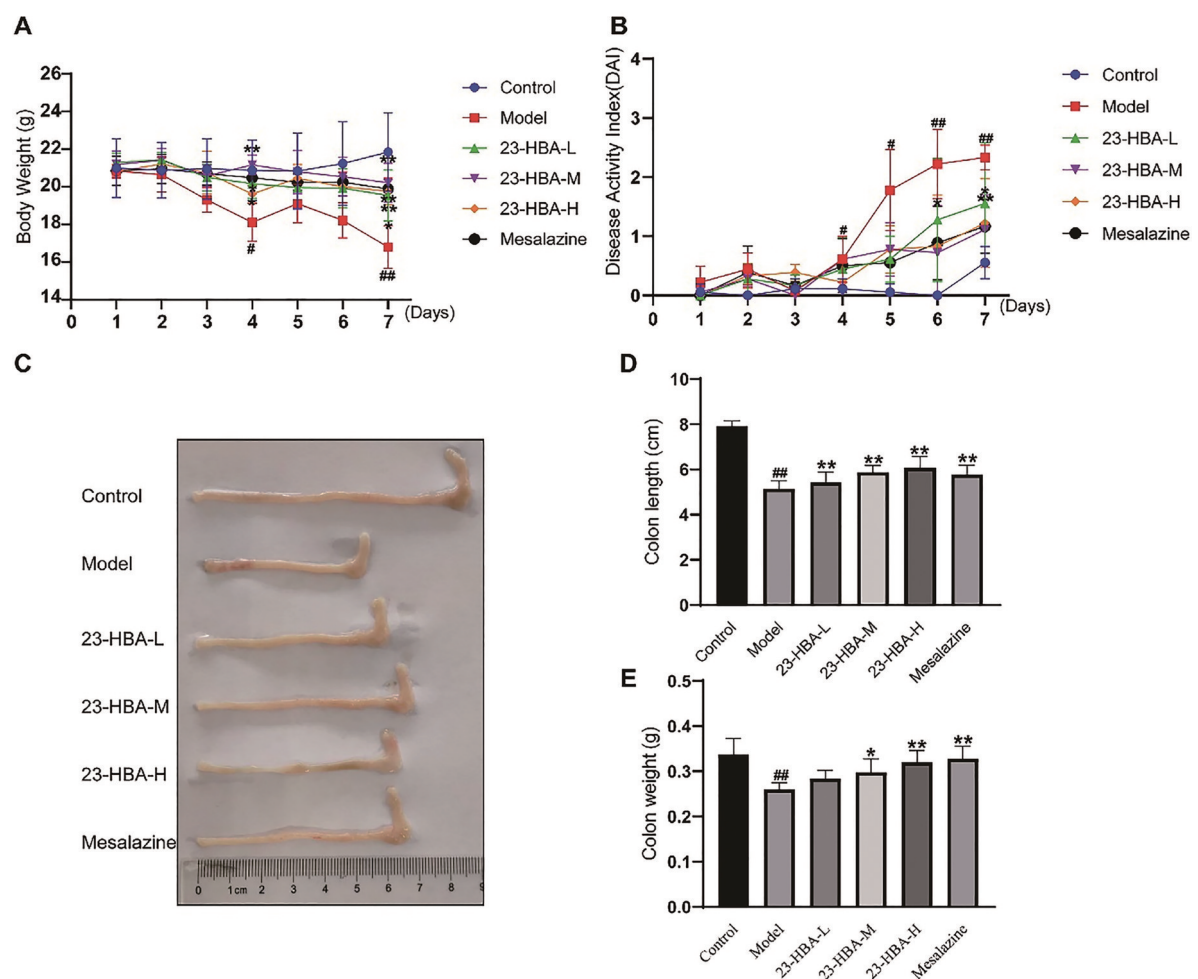 A
Body Weight (g)
26
24
22
20
18
16
14
0 1 2 3 4 5 6 7 (Days)
** * * # ** ** ** * ##
Control
Model
23-HBA-L
23-HBA-M
23-HBA-H
Mesalazine
B
Disease Activity Index(DAI)
4
3
2
1
0
0 1 2 3 4 5 6 7 (Days)
# # ## * ## * **
Control
Model
23-HBA-L
23-HBA-M
23-HBA-H
Mesalazine
C
Control
Model
23-HBA-L
23-HBA-M
23-HBA-H
Mesalazine
0 1cm 2 3 4 5 6 7 8 9
D
Colon length (cm)
10
8
6
4
2
0
## ** ** ** **
Control Model 23-HBA-L 23-HBA-M 23-HBA-H Mesalazine
E
Colon weight (g)
0.5
0.4
0.3
0.2
0.1
0.0
## * ** **
Control Model 23-HBA-L 23-HBA-M 23-HBA-H Mesalazine